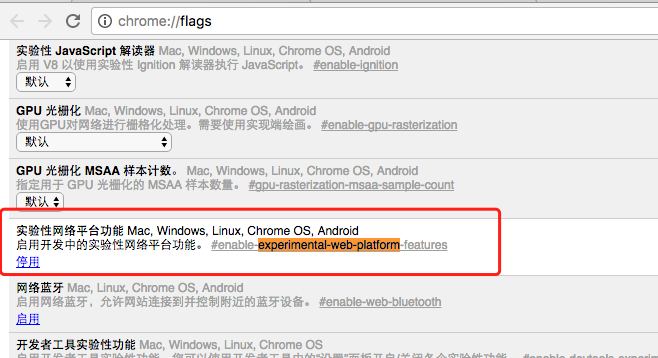 chrome://flags
实验性 JavaScript 解读器 Mac, Windows, Linux, Chrome OS, Android
启用 V8 以使用实验性 Ignition 解读器执行 JavaScript。 #enable-ignition
默认
GPU 光栅化 Mac, Windows, Linux, Chrome OS, Android
使用GPU对网络进行栅格化处理。需要使用实现端绘画。 #enable-gpu-rasterization
默认
GPU 光栅化 MSAA 样本计数。 Mac, Windows, Linux, Chrome OS, Android
指定用于 GPU 光栅化的 MSAA 样本数量。 #gpu-rasterization-msaa-sample-count
默认
实验性网络平台功能 Mac, Windows, Linux, Chrome OS, Android
启用开发中的实验性网络平台功能。 #enable-experimental-web-platform-features
停用
网络蓝牙 Mac, Windows, Linux, Chrome OS, Android
启用网络蓝牙，允许网站连接到并控制附近的蓝牙设备。 #enable-web-bluetooth
启用
开发者工具实验性功能 Mac, Windows, Linux, Chrome OS